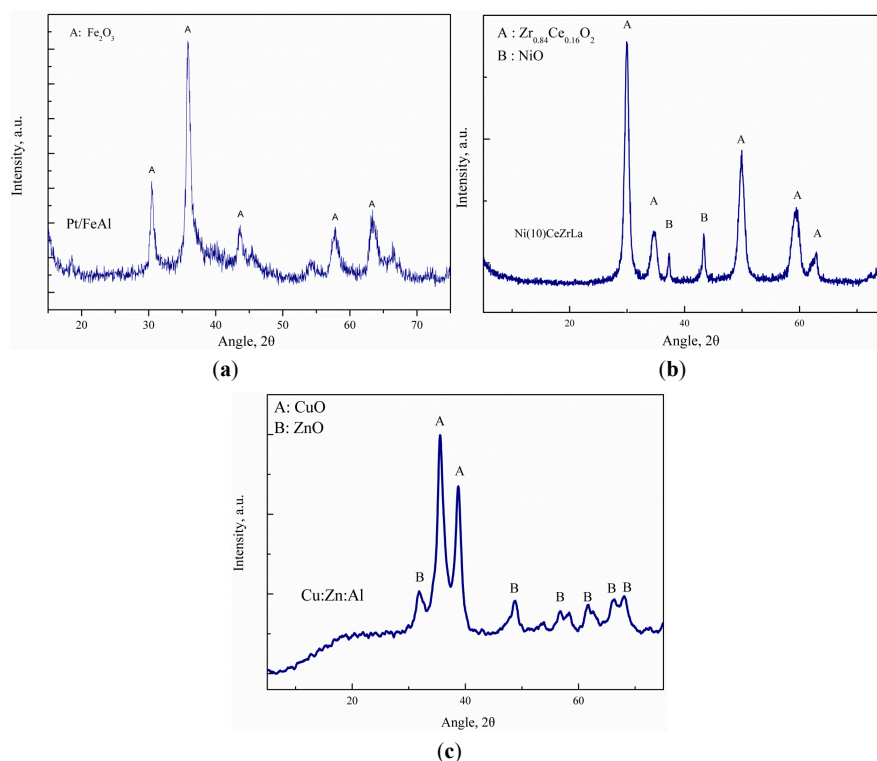 A: Fe₂O₃
A
A
A
A
A
Pt/FeAl
Intensity, a.u.
20 30 40 50 60 70
Angle, 2θ
(a)
A : Zr₀.₈₄Ce₀.₁₆O₂
B : NiO
A
A
B
B
A
A
A
Ni(10)CeZrLa
Intensity, a.u.
20 40 60
Angle, 2θ
(b)
A: CuO
B: ZnO
A
A
B
B
B
B
B
B
Cu:Zn:Al
Intensity, a.u.
20 40 60
Angle, 2θ
(c)